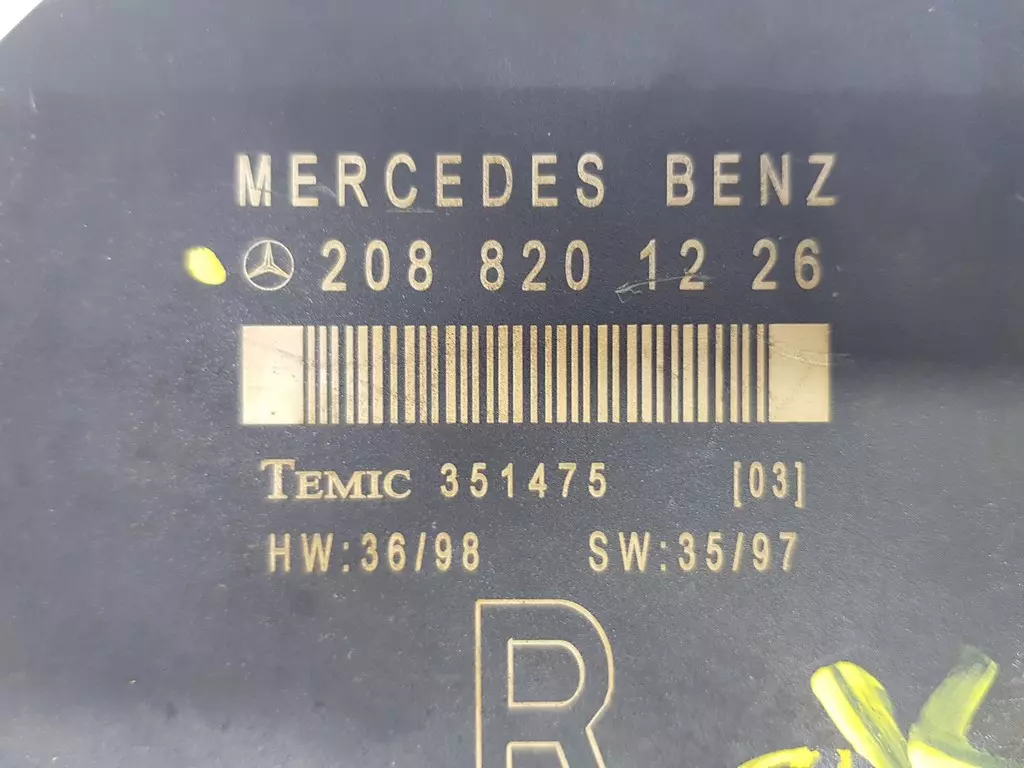 MERCEDES BENZ
208 820 12 26
TEMIC 351475 [03]
HW:36/98 SW:35/97
R